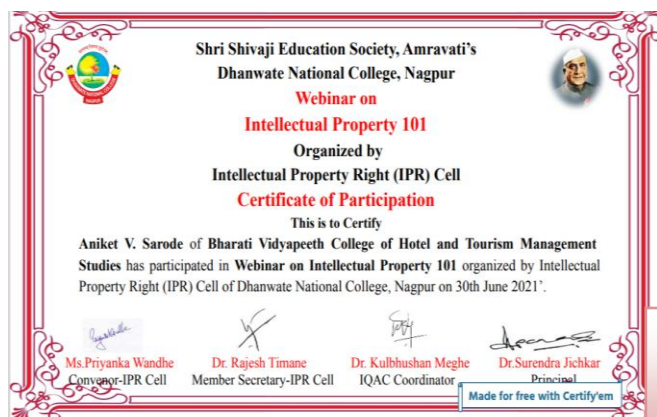 Shri Shivaji Education Society, Amravati's
Dhanwate National College, Nagpur
Webinar on
Intellectual Property 101
Organized by
Intellectual Property Right (IPR) Cell
Certificate of Participation
This is to Certify
Aniket V. Sarode of Bharati Vidyapeeth College of Hotel and Tourism Management
Studies has participated in Webinar on Intellectual Property 101 organized by Intellectual
Property Right (IPR) Cell of Dhanwate National College, Nagpur on 30th June 2021'.
Ms.Priyanka Wandhe Dr. Rajesh Timane Dr. Kulbhushan Meghe Dr.Surendra Jichkar
Convenor-IPR Cell Member Secretary-IPR Cell IQAC Coordinator Principal
Made for free with Certify'em